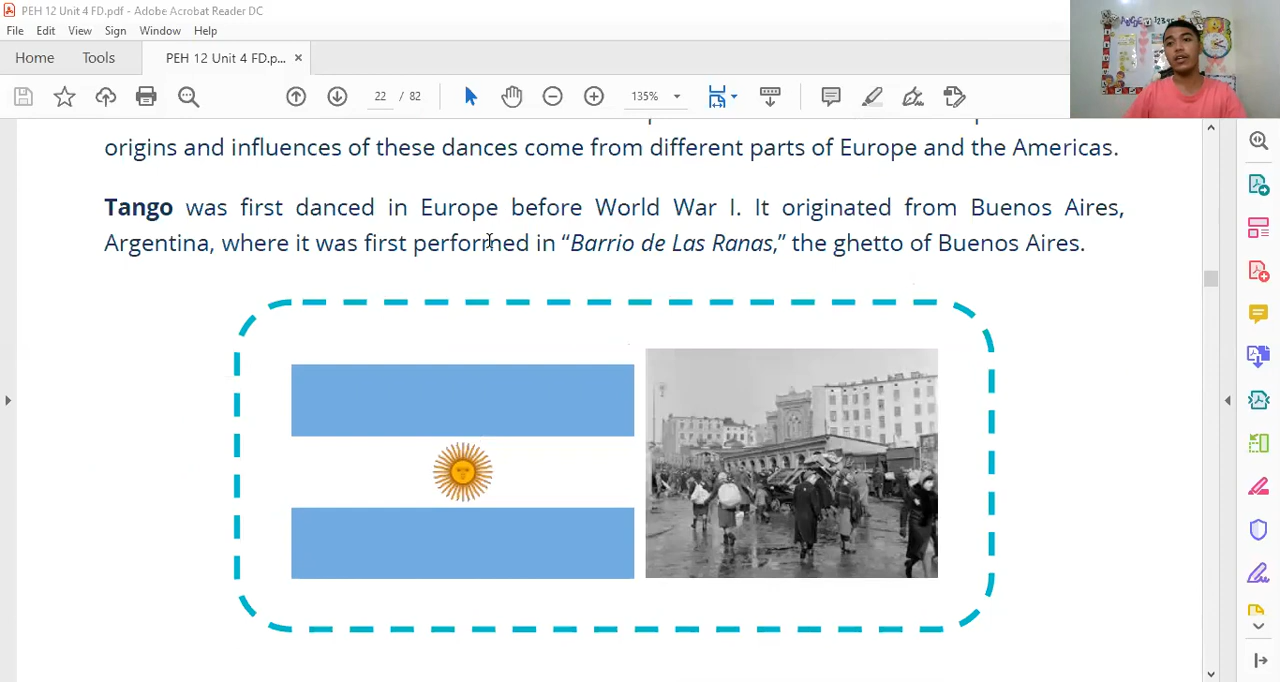 PEH 12 Unit 4 FD.pdf - Adobe Acrobat Reader DC
File Edit View Sign Window Help
Home Tools PEH 12 Unit 4 FD.p... ×
22 / 82 135%
origins and influences of these dances come from different parts of Europe and the Americas.
Tango was first danced in Europe before World War I. It originated from Buenos Aires,
Argentina, where it was first performed in “Barrio de Las Ranas,” the ghetto of Buenos Aires.